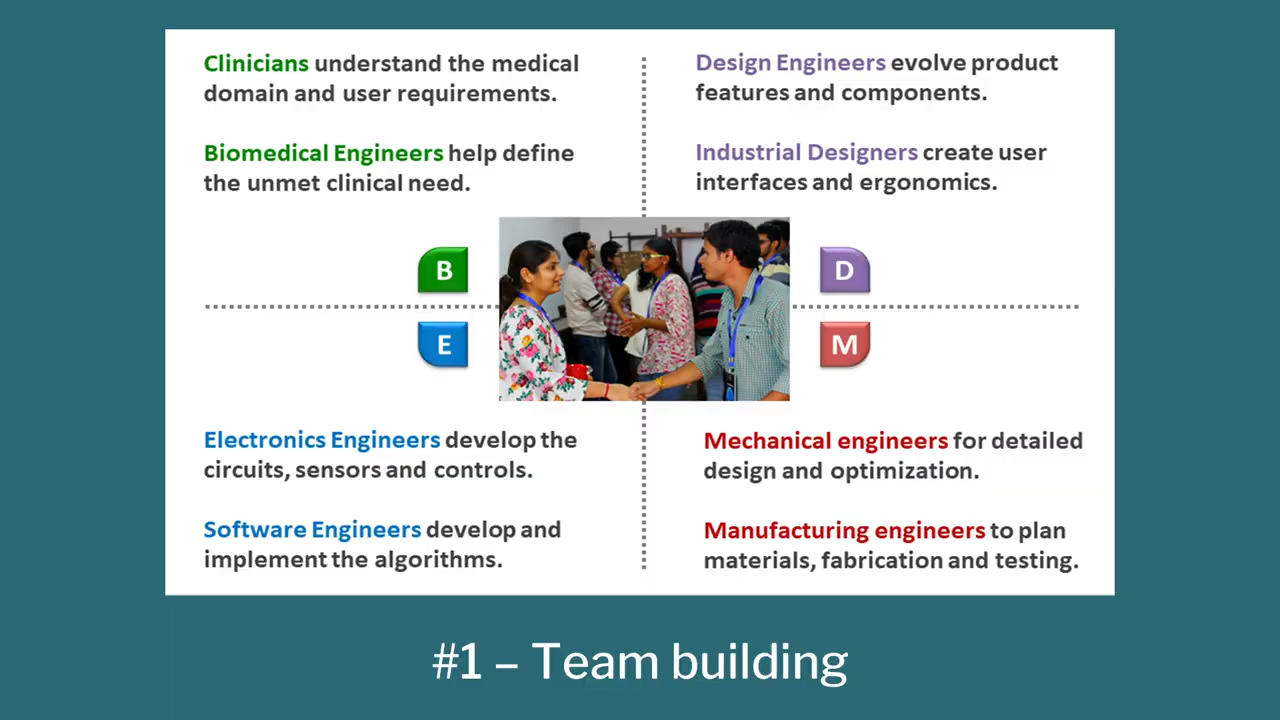 Clinicians understand the medical
domain and user requirements.
Biomedical Engineers help define
the unmet clinical need.
B
Design Engineers evolve product
features and components.
Industrial Designers create user
interfaces and ergonomics.
D
E
Electronics Engineers develop the
circuits, sensors and controls.
Software Engineers develop and
implement the algorithms.
M
Mechanical engineers for detailed
design and optimization.
Manufacturing engineers to plan
materials, fabrication and testing.
#1 – Team building